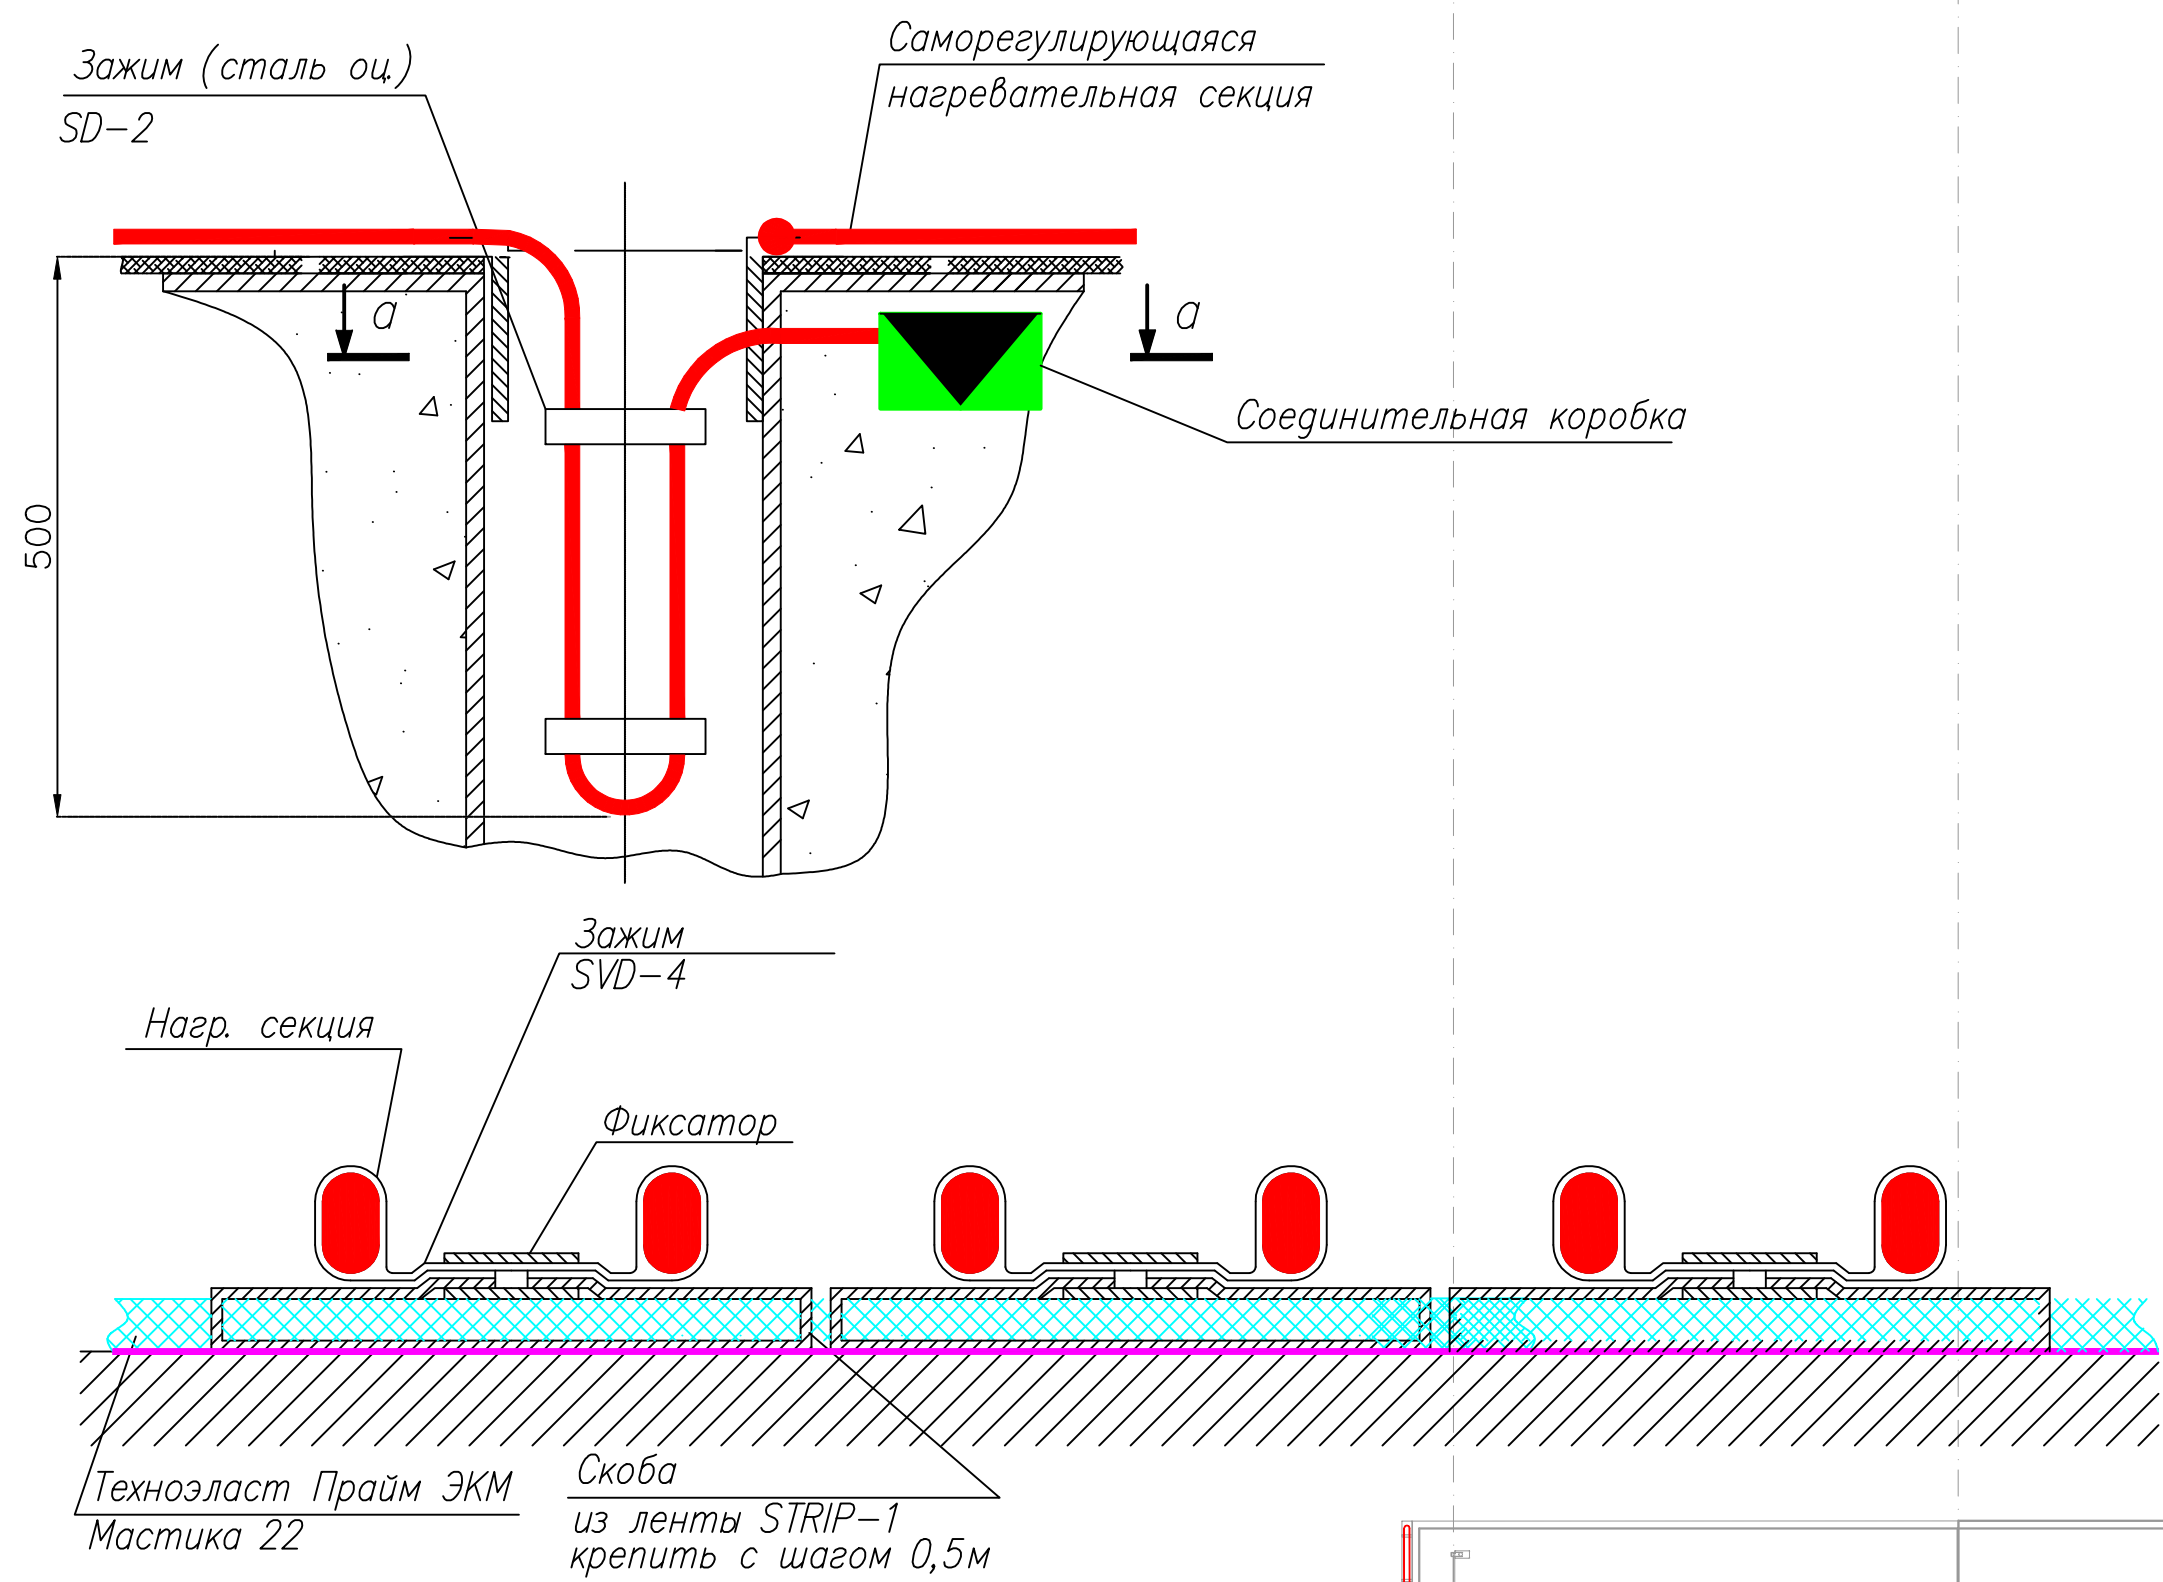 Зажим (сталь оц.)
SD-2
Саморегулирующаяся
нагревательная секция
а
а
Соединительная коробка
500
Зажим
SVD-4
Нагр. секция
Фиксатор
Техноэласт Прайм ЭКМ
Мастика 22
Скоба
из ленты STRIP-1
крепить с шагом 0,5м